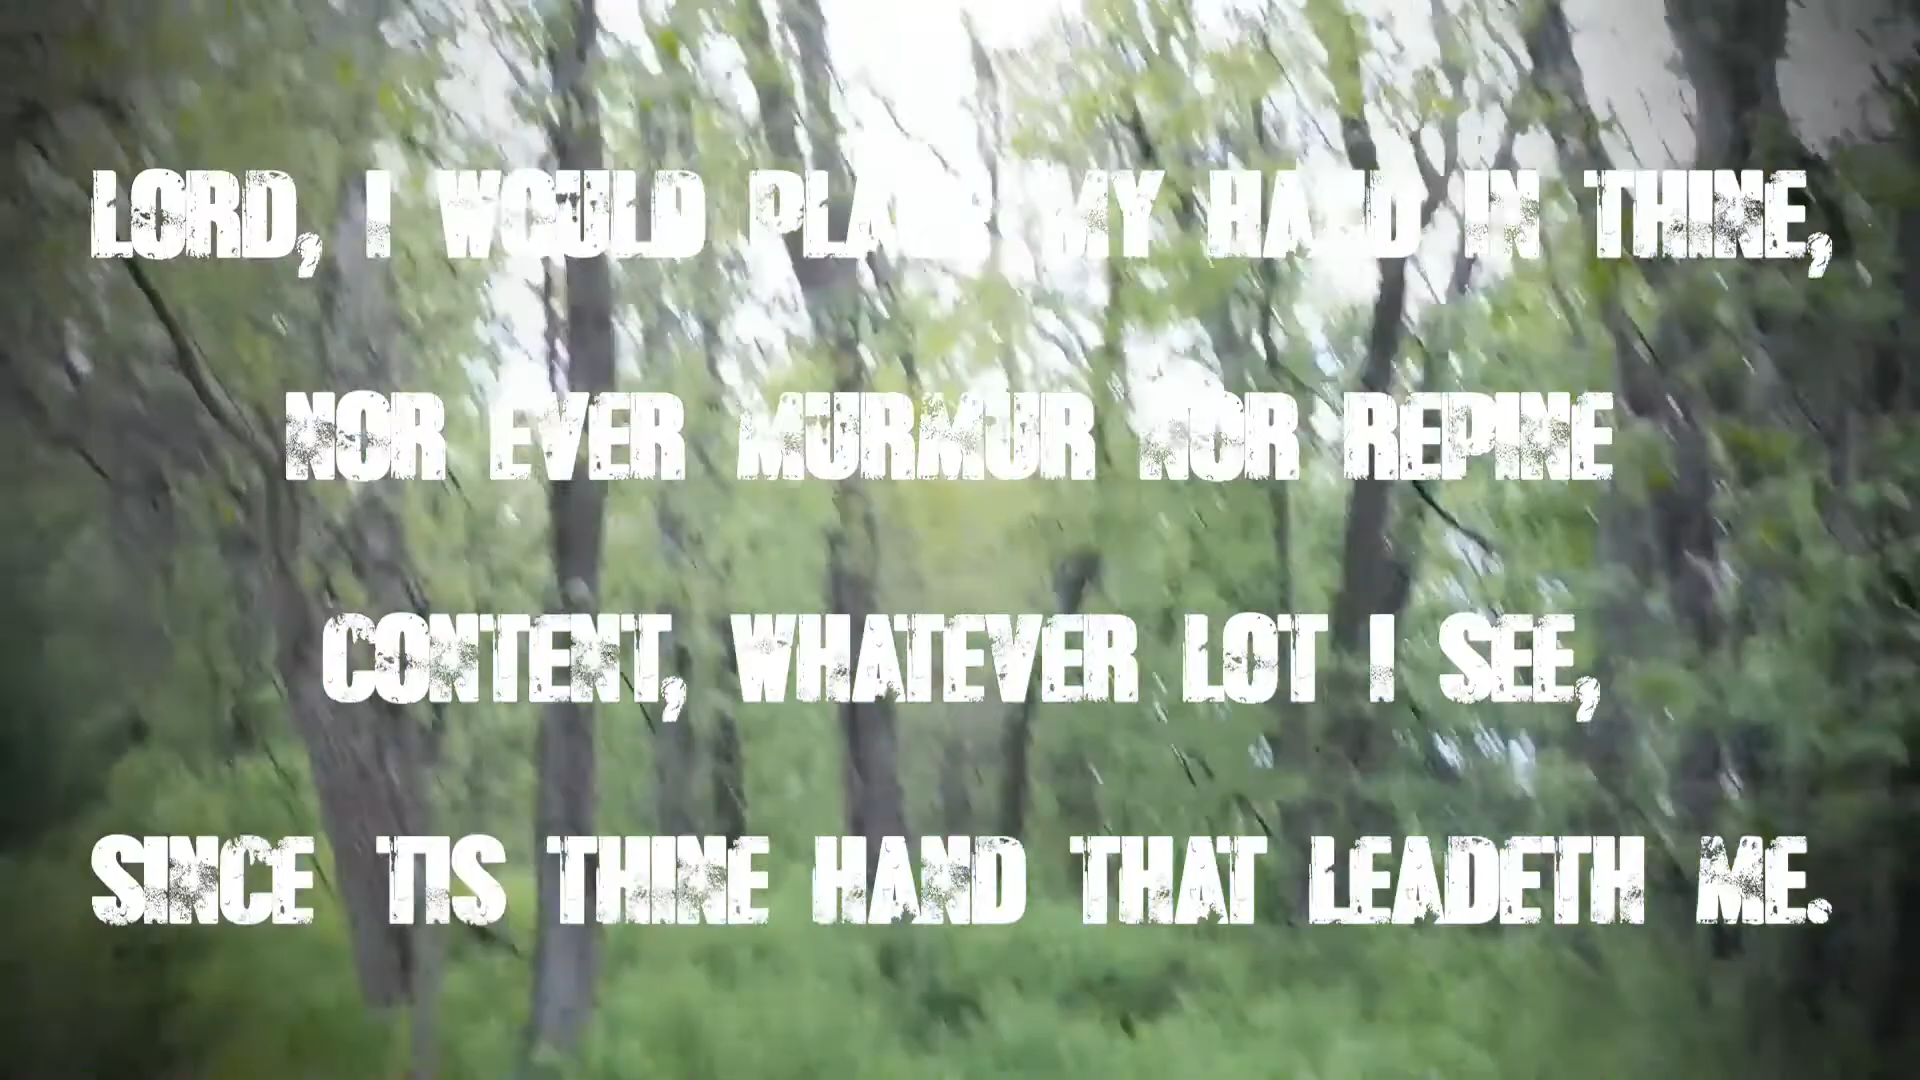 LORD, I WOULD PLACE MY HAND IN THINE,
NOR EVER MURMUR NOR REPINE
CONTENT, WHATEVER LOT I SEE,
SINCE 'TIS THINE HAND THAT LEADETH ME.